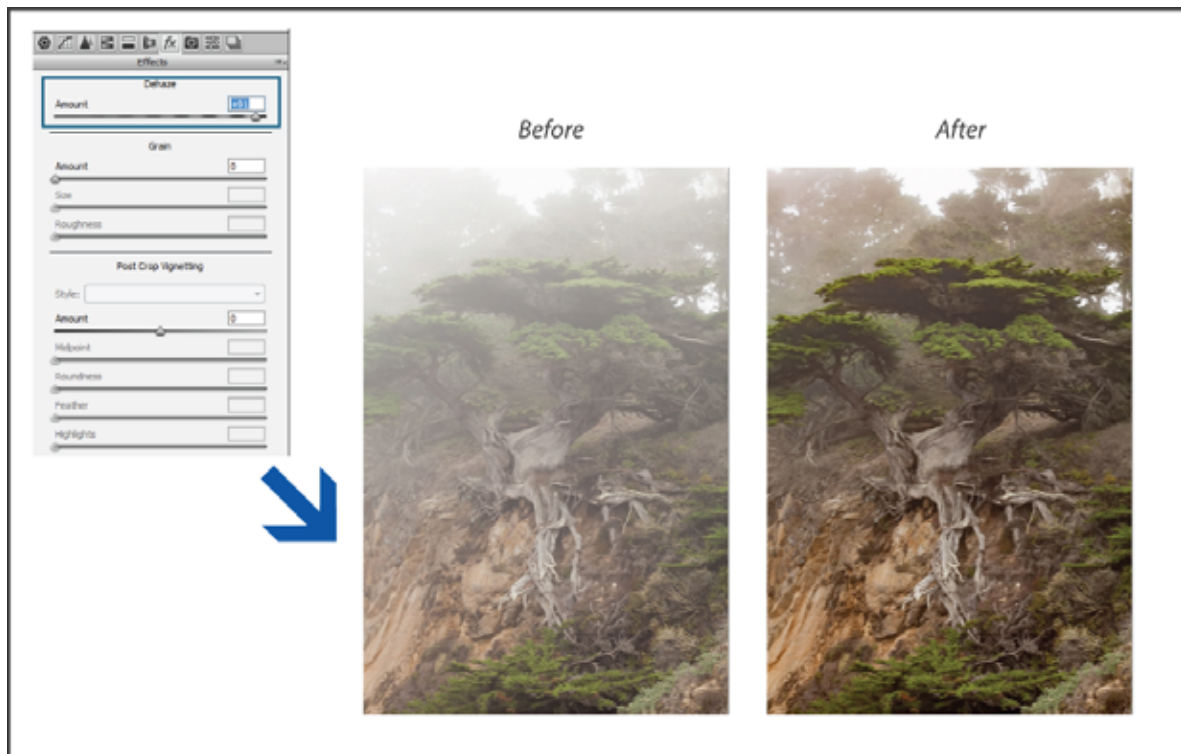 fx
Effects
Dehaze
Amount
Grain
Amount 0
Size
Roughness
Post Crop Vignetting
Style:
Amount 0
Midpoint
Roundness
Feather
Highlights
Before
After